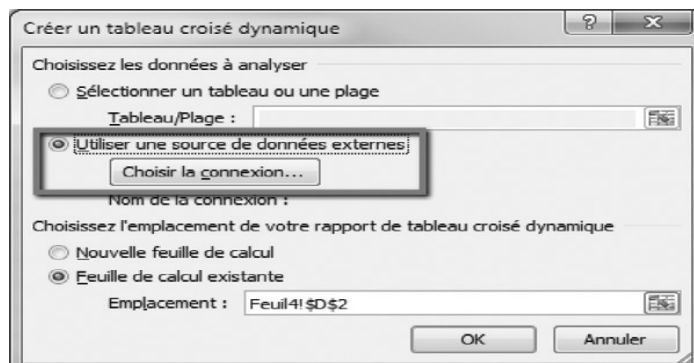 Créer un tableau croisé dynamique
Choisissez les données à analyser
Sélectionner un tableau ou une plage
Tableau/Plage :
Utiliser une source de données externes
Choisir la connexion...
Nom de la connexion :
Choisissez l'emplacement de votre rapport de tableau croisé dynamique
Nouvelle feuille de calcul
Feuille de calcul existante
Emplacement : Feuil4!$D$2
OK Annuler